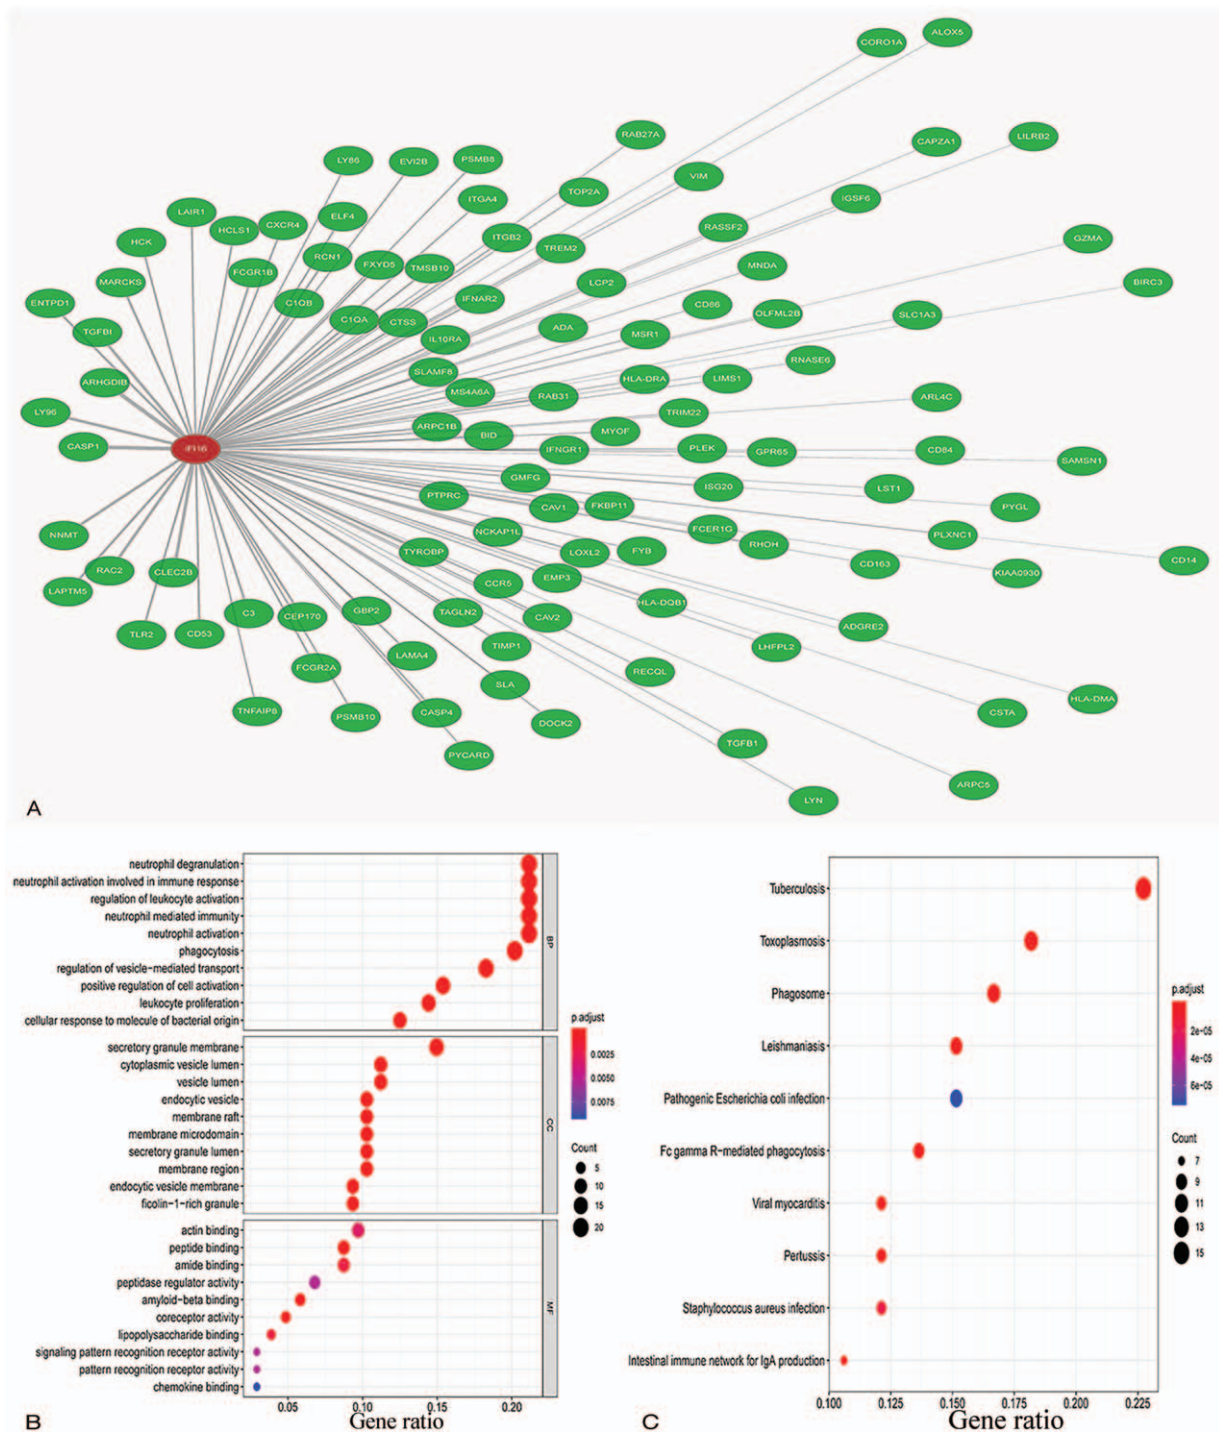 CORO1A
ALOX5
RAB27A
CAPZA1
LILRB2
LY86
EVI2B
PSMB8
VIM
TOP2A
ITGA4
IGSF6
LAIR1
HCLS1
CXCR4
ELF4
ITGB2
TREM2
RASSF2
GZMA
HCK
RCN1
FXYD5
TMSB10
MNDA
MARCKS
FCGR1B
LCP2
BIRC3
ENTPD1
C1QB
IFNAR2
CD86
OLFML2B
SLC1A3
TGFBI
C1QA
CTSS
ADA
MSR1
IL10RA
RNASE6
ARHGDIB
SLAMF8
MS4A6A
RAB31
HLA-DRA
LIMS1
ARL4C
LY96
ARPC1B
BID
MYOF
TRIM22
CASP1
IFI16
IFNGR1
PLEK
GPR65
CD84
SAMSN1
GMFG
ISG20
LST1
PTPRC
CAV1
FKBP11
PYGL
NNMT
NCKAP1L
FCER1G
RHOH
PLXNC1
TYROBP
LOXL2
FYB
CD163
KIAA0930
CD14
RAC2
CLEC2B
CCR5
EMP3
LAPTM5
C3
CEP170
GBP2
TAGLN2
CAV2
HLA-DQB1
ADGRE2
TLR2
CD53
LAMA4
TIMP1
LHFPL2
FCGR2A
SLA
RECQL
HLA-DMA
TNFAIP8
PSMB10
CASP4
DOCK2
CSTA
PYCARD
TGFB1
ARPC5
LYN
A
neutrophil degranulation
neutrophil activation involved in immune response
regulation of leukocyte activation
neutrophil mediated immunity
neutrophil activation
phagocytosis
regulation of vesicle-mediated transport
positive regulation of cell activation
leukocyte proliferation
cellular response to molecule of bacterial origin
BP
secretory granule membrane
cytoplasmic vesicle lumen
vesicle lumen
endocytic vesicle
membrane raft
membrane microdomain
secretory granule lumen
membrane region
endocytic vesicle membrane
ficolin-1-rich granule
CC
actin binding
peptide binding
amide binding
peptidase regulator activity
amyloid-beta binding
coreceptor activity
lipopolysaccharide binding
signaling pattern recognition receptor activity
pattern recognition receptor activity
chemokine binding
MF
0.05 0.10 0.15 0.20
Gene ratio
B
p.adjust
0.0025
0.0050
0.0075
Count
5
10
15
20
Tuberculosis
Toxoplasmosis
Phagosome
Leishmaniasis
Pathogenic Escherichia coli infection
Fc gamma R-mediated phagocytosis
Viral myocarditis
Pertussis
Staphylococcus aureus infection
Intestinal immune network for IgA production
0.100 0.125 0.150 0.175 0.200 0.225
Gene ratio
C
p.adjust
2e-05
4e-05
6e-05
Count
7
9
11
13
15